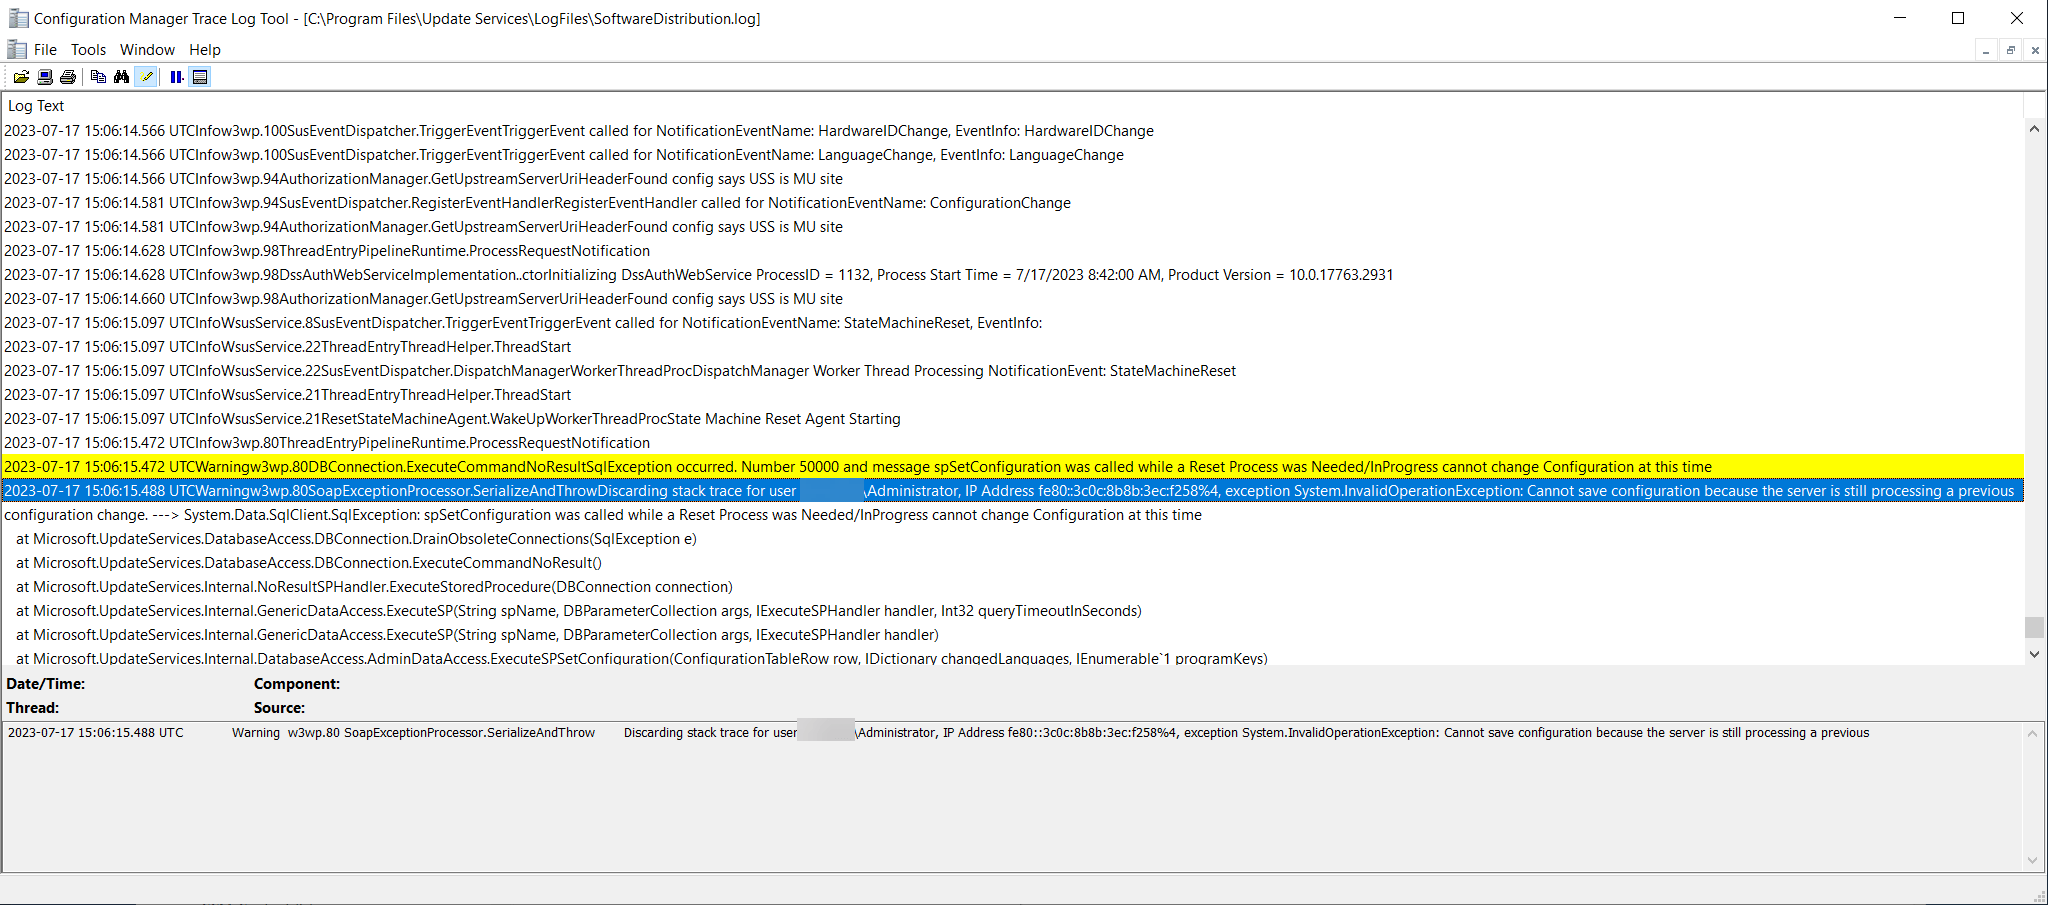 Configuration Manager Trace Log Tool - [C:\Program Files\Update Services\LogFiles\SoftwareDistribution.log]
File Tools Window Help
Log Text
2023-07-17 15:06:14.566 UTCInfow3wp.100SusEventDispatcher.TriggerEventTriggerEvent called for NotificationEventName: HardwareIDChange, EventInfo: HardwareIDChange
2023-07-17 15:06:14.566 UTCInfow3wp.100SusEventDispatcher.TriggerEventTriggerEvent called for NotificationEventName: LanguageChange, EventInfo: LanguageChange
2023-07-17 15:06:14.566 UTCInfow3wp.94AuthorizationManager.GetUpstreamServerUriHeaderFound config says USS is MU site
2023-07-17 15:06:14.581 UTCInfow3wp.94SusEventDispatcher.RegisterEventHandlerRegisterEventHandler called for NotificationEventName: ConfigurationChange
2023-07-17 15:06:14.581 UTCInfow3wp.94AuthorizationManager.GetUpstreamServerUriHeaderFound config says USS is MU site
2023-07-17 15:06:14.628 UTCInfow3wp.98ThreadEntryPipelineRuntime.ProcessRequestNotification
2023-07-17 15:06:14.628 UTCInfow3wp.98DssAuthWebServiceImplementation..ctorInitializing DssAuthWebService ProcessID = 1132, Process Start Time = 7/17/2023 8:42:00 AM, Product Version = 10.0.17763.2931
2023-07-17 15:06:14.660 UTCInfow3wp.98AuthorizationManager.GetUpstreamServerUriHeaderFound config says USS is MU site
2023-07-17 15:06:15.097 UTCInfoWsusService.8SusEventDispatcher.TriggerEventTriggerEvent called for NotificationEventName: StateMachineReset, EventInfo:
2023-07-17 15:06:15.097 UTCInfoWsusService.22ThreadEntryThreadHelper.ThreadStart
2023-07-17 15:06:15.097 UTCInfoWsusService.22SusEventDispatcher.DispatchManagerWorkerThreadProcDispatchManager Worker Thread Processing NotificationEvent: StateMachineReset
2023-07-17 15:06:15.097 UTCInfoWsusService.21ThreadEntryThreadHelper.ThreadStart
2023-07-17 15:06:15.097 UTCInfoWsusService.21ResetStateMachineAgent.WakeUpWorkerThreadProcState Machine Reset Agent Starting
2023-07-17 15:06:15.472 UTCInfow3wp.80ThreadEntryPipelineRuntime.ProcessRequestNotification
2023-07-17 15:06:15.472 UTCWarningw3wp.80DBConnection.ExecuteCommandNoResultSqlException occurred. Number 50000 and message spSetConfiguration was called while a Reset Process was Needed/InProgress cannot change Configuration at this time
2023-07-17 15:06:15.488 UTCWarningw3wp.80SoapExceptionProcessor.SerializeAndThrowDiscarding stack trace for user \Administrator, IP Address fe80::3c0c:8b8b:3ec:f258%4, exception System.InvalidOperationException: Cannot save configuration because the server is still processing a previous
configuration change. ---> System.Data.SqlClient.SqlException: spSetConfiguration was called while a Reset Process was Needed/InProgress cannot change Configuration at this time
at Microsoft.UpdateServices.DatabaseAccess.DBConnection.DrainObsoleteConnections(SqlException e)
at Microsoft.UpdateServices.DatabaseAccess.DBConnection.ExecuteCommandNoResult()
at Microsoft.UpdateServices.Internal.NoResultSPHandler.ExecuteStoredProcedure(DBConnection connection)
at Microsoft.UpdateServices.Internal.GenericDataAccess.ExecuteSP(String spName, DBParameterCollection args, IExecuteSPHandler handler, Int32 queryTimeoutInSeconds)
at Microsoft.UpdateServices.Internal.GenericDataAccess.ExecuteSP(String spName, DBParameterCollection args, IExecuteSPHandler handler)
at Microsoft.UpdateServices.Internal.DatabaseAccess.AdminDataAccess.ExecuteSPSetConfiguration(ConfigurationTableRow row, IDictionary changedLanguages, IEnumerable`1 programKeys)
Date/Time: Component:
Thread: Source:
2023-07-17 15:06:15.488 UTC Warning w3wp.80 SoapExceptionProcessor.SerializeAndThrow Discarding stack trace for user \Administrator, IP Address fe80::3c0c:8b8b:3ec:f258%4, exception System.InvalidOperationException: Cannot save configuration because the server is still processing a previous